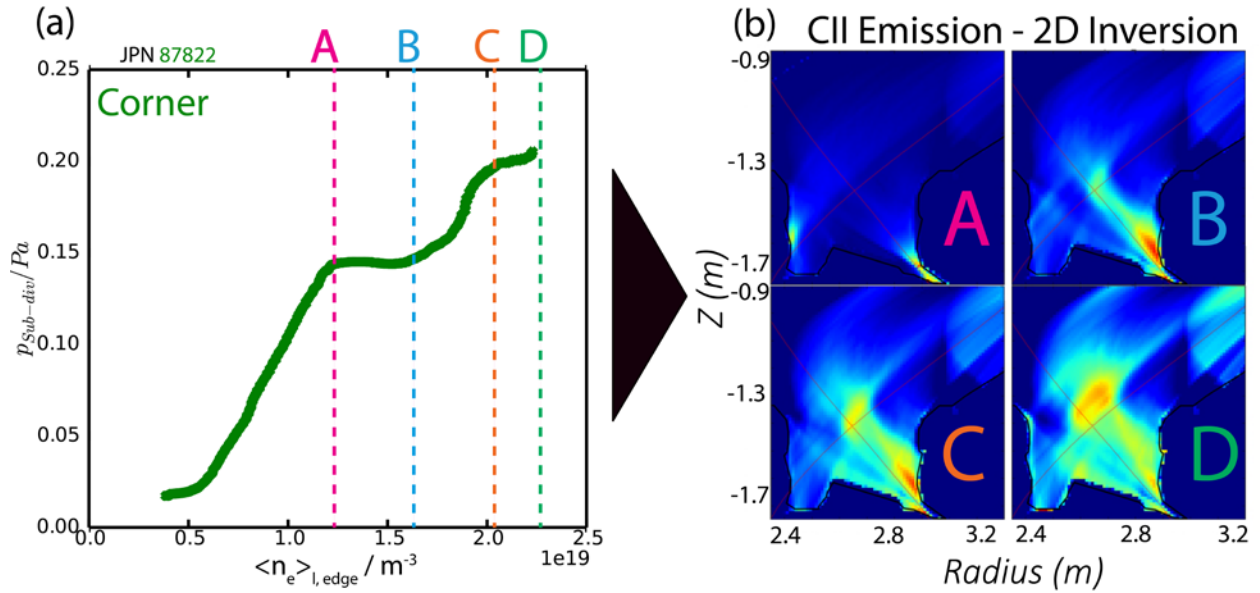 (a)
JPN 87822
A
B
C
D
Corner
0.25
0.20
0.15
0.10
0.05
0.00
p_{Sub-div}/Pa
0.0
0.5
1.0
1.5
2.0
2.5
1e19
<n_e>_{l, edge} / m^{-3}
(b)
CII Emission - 2D Inversion
-0.9
-1.3
-1.7
-0.9
-1.3
-1.7
Z (m)
A
B
C
D
2.4
2.8
3.2
2.4
2.8
3.2
Radius (m)